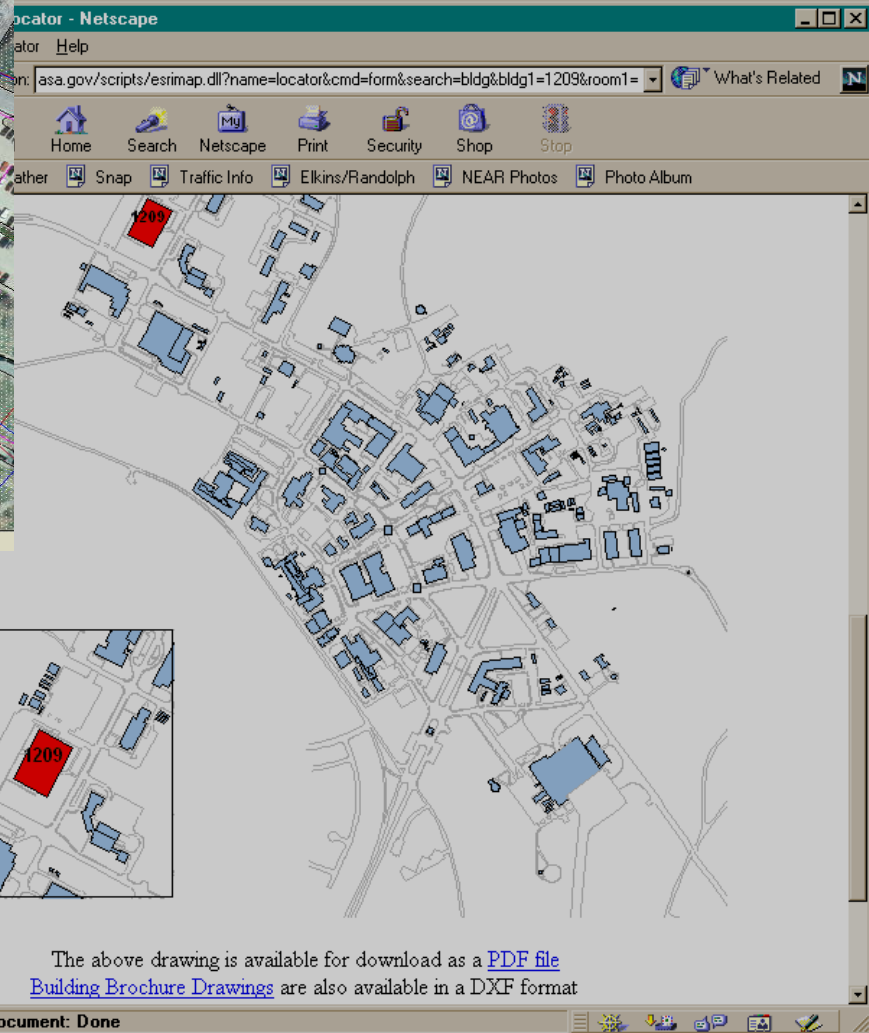 ocator - Netscape
ator Help
on: asa.gov/scripts/esrimap.dll?name=locator&cmd=form&search=bldg&bldg1=1209&room1= What's Related N
Home Search My Netscape Print Security Shop Stop
ather Snap Traffic Info Elkins/Randolph NEAR Photos Photo Album
1209
1209
The above drawing is available for download as a PDF file
Building Brochure Drawings are also available in a DXF format
ocument: Done